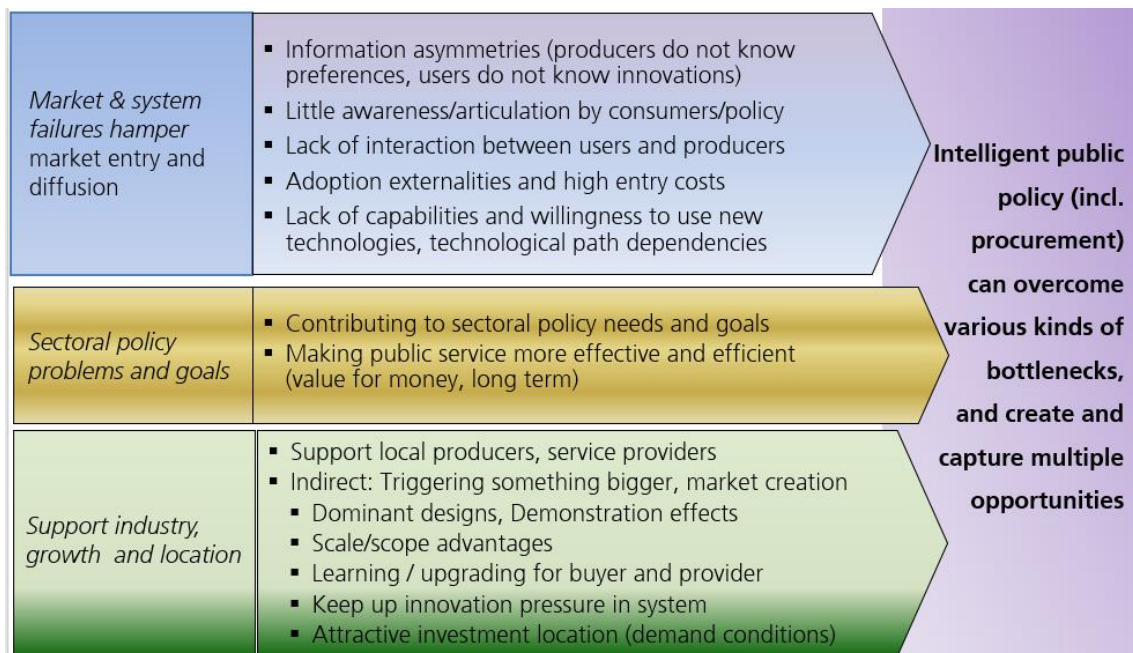 Market & system
failures hamper
market entry and
diffusion
▪ Information asymmetries (producers do not know
preferences, users do not know innovations)
▪ Little awareness/articulation by consumers/policy
▪ Lack of interaction between users and producers
▪ Adoption externalities and high entry costs
▪ Lack of capabilities and willingness to use new
technologies, technological path dependencies
Sectoral policy
problems and goals
▪ Contributing to sectoral policy needs and goals
▪ Making public service more effective and efficient
(value for money, long term)
Support industry,
growth and location
▪ Support local producers, service providers
▪ Indirect: Triggering something bigger, market creation
▪ Dominant designs, Demonstration effects
▪ Scale/scope advantages
▪ Learning / upgrading for buyer and provider
▪ Keep up innovation pressure in system
▪ Attractive investment location (demand conditions)
Intelligent public
policy (incl.
procurement)
can overcome
various kinds of
bottlenecks,
and create and
capture multiple
opportunities